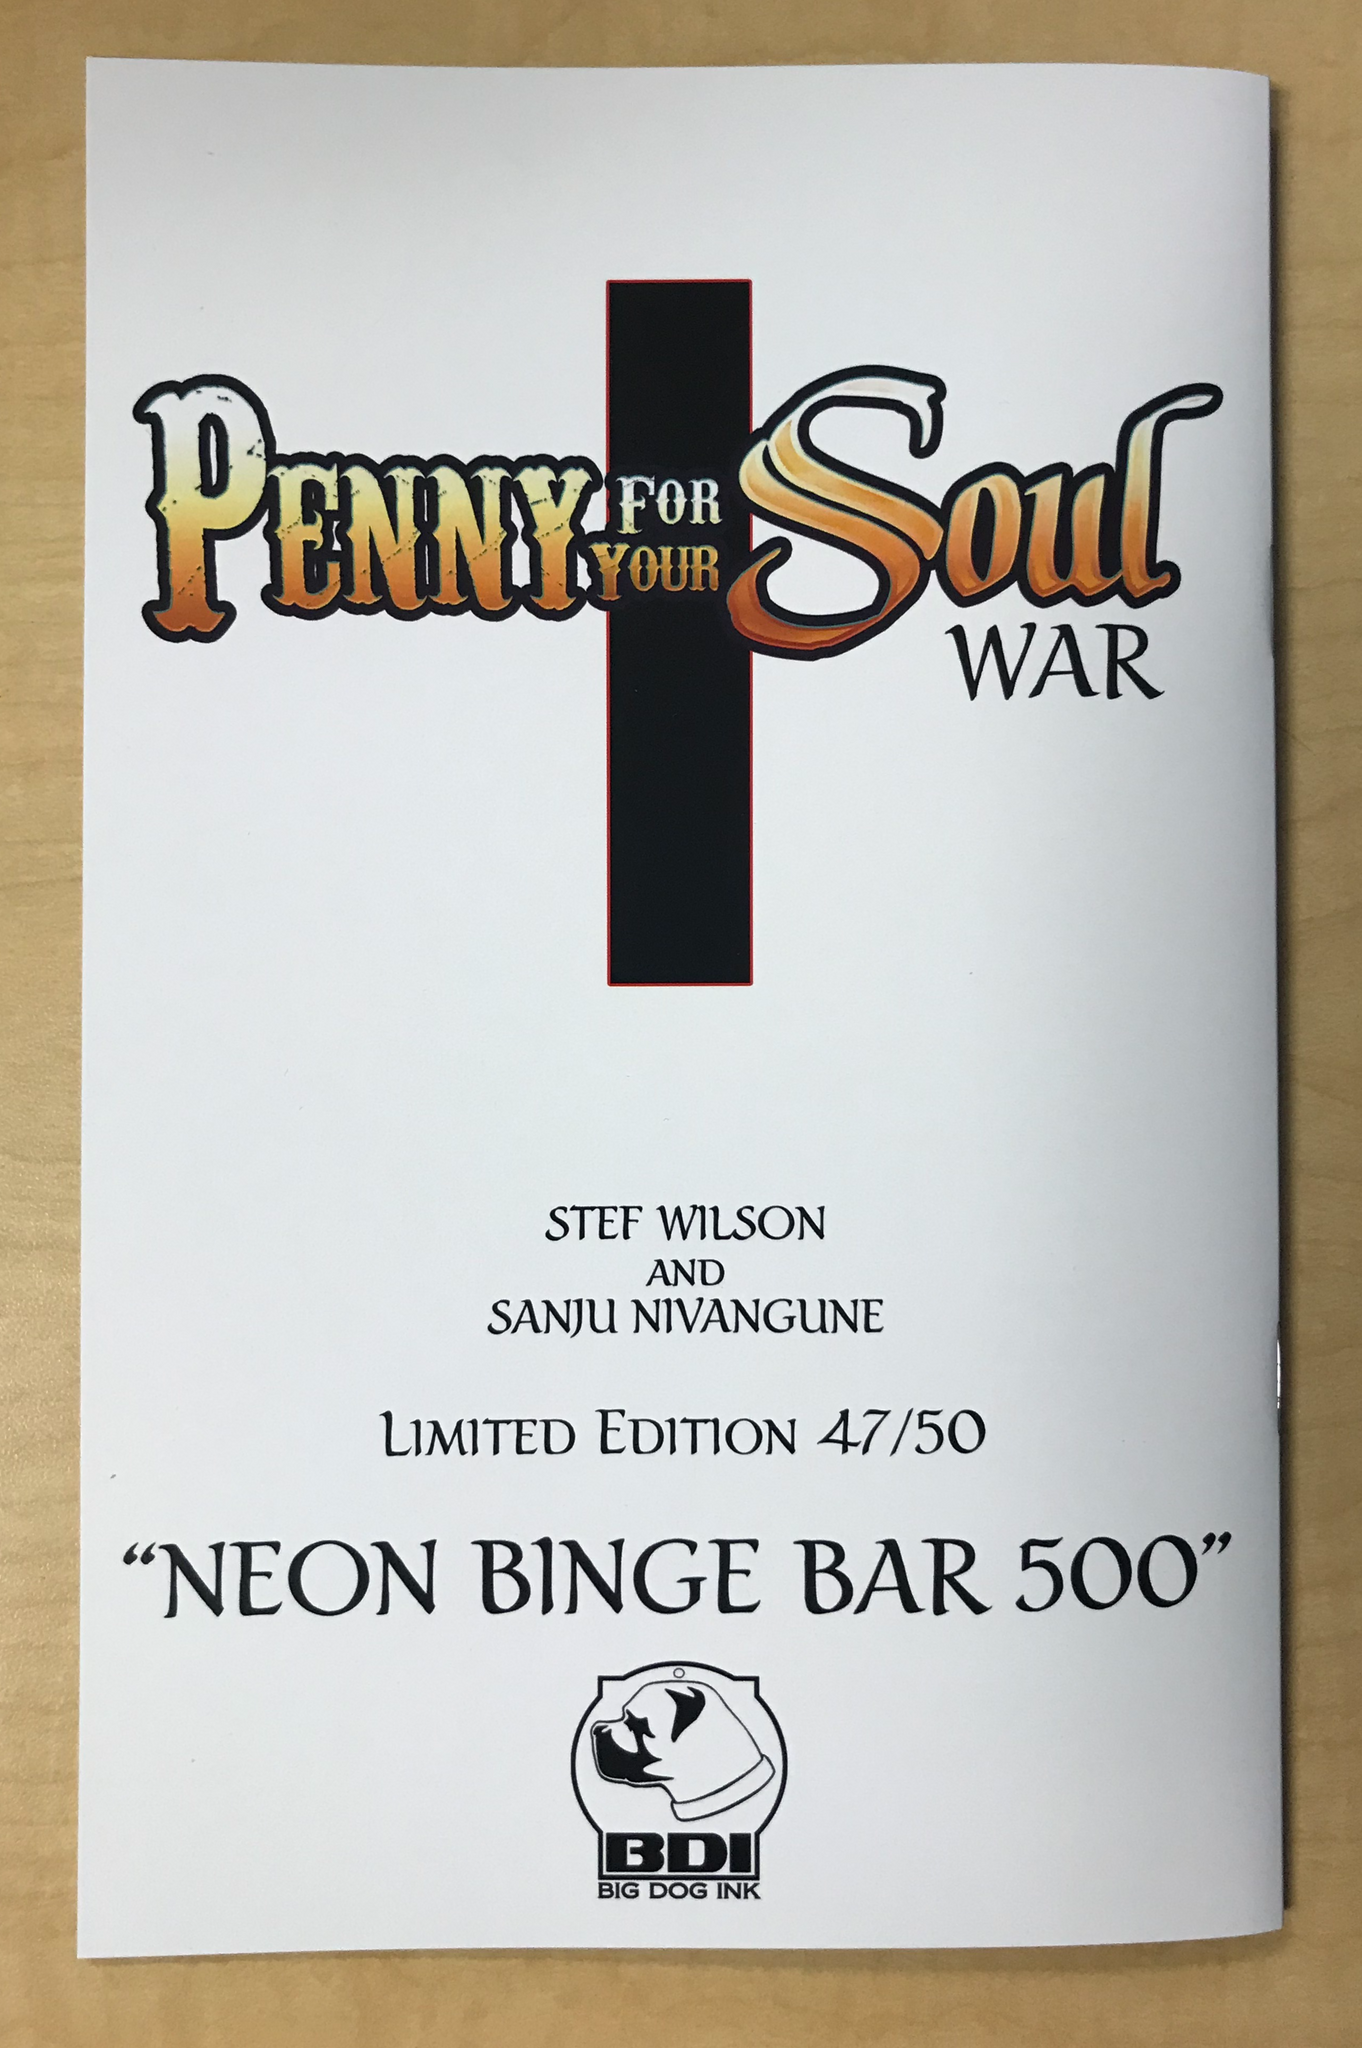 PENNY FOR YOUR Soul
WAR
STEF WILSON
AND
SANJU NIVANGUNE
LIMITED EDITION 47/50
“NEON BINGE BAR 500”
BDI
BIG DOG INK